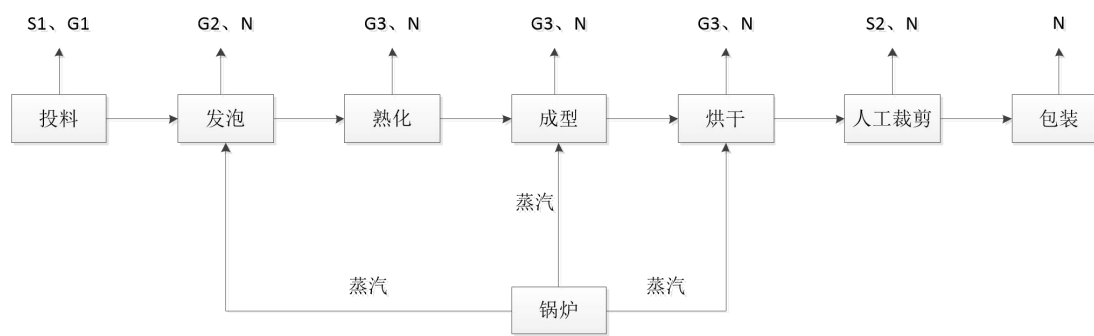 S1、G1 G2、N G3、N G3、N G3、N S2、N N
投料 发泡 熟化 成型 烘干 人工裁剪 包装
蒸汽
蒸汽 蒸汽
锅炉